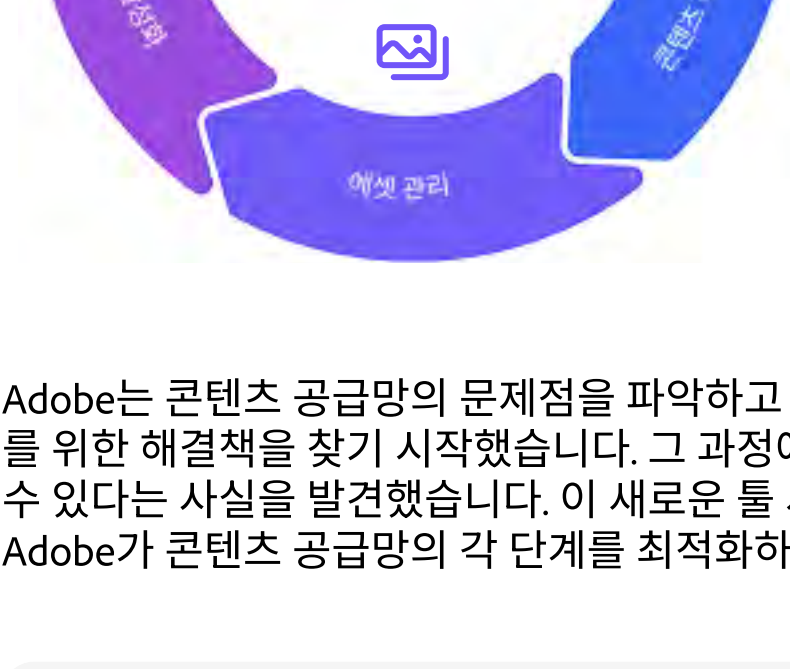 콘텐츠
에셋 관리
Adobe는 콘텐츠 공급망의 문제점을 파악하고
를 위한 해결책을 찾기 시작했습니다. 그 과정에
수 있다는 사실을 발견했습니다. 이 새로운 툴
Adobe가 콘텐츠 공급망의 각 단계를 최적화하